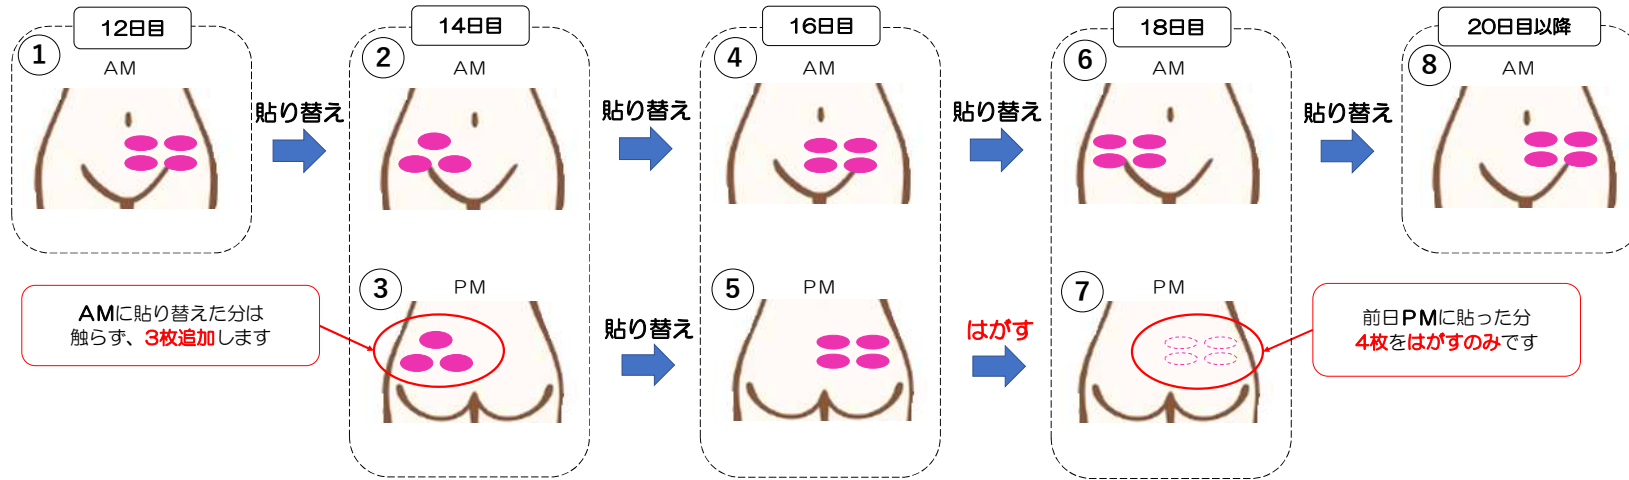 12日目
① AM
貼り替え
14日目
② AM
貼り替え
16日目
④ AM
貼り替え
18日目
⑥ AM
貼り替え
20日目以降
⑧ AM
AMに貼り替えた分は
触らず、3枚追加します
③ PM
貼り替え
⑤ PM
はがす
⑦ PM
前日PMに貼った分
4枚をはがすのみです